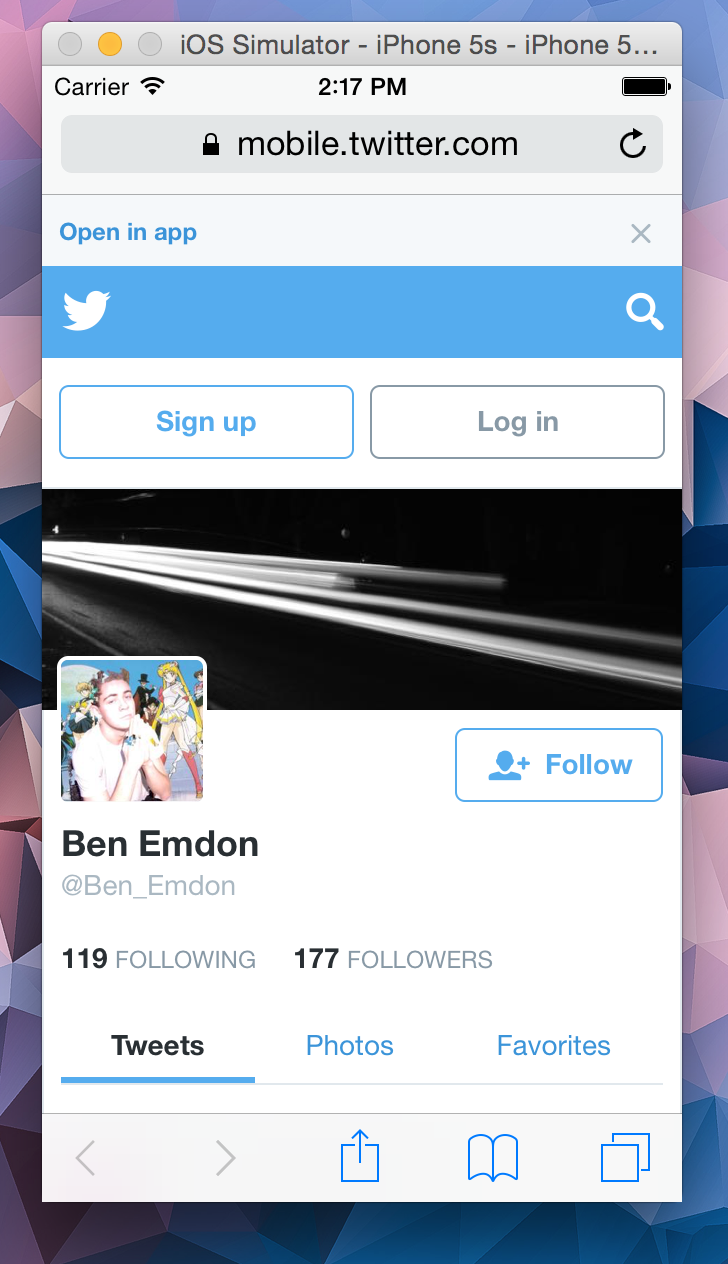 iOS Simulator - iPhone 5s - iPhone 5...
Carrier 2:17 PM
mobile.twitter.com
Open in app
Sign up Log in
Follow
Ben Emdon
@Ben_Emdon
119 FOLLOWING 177 FOLLOWERS
Tweets Photos Favorites